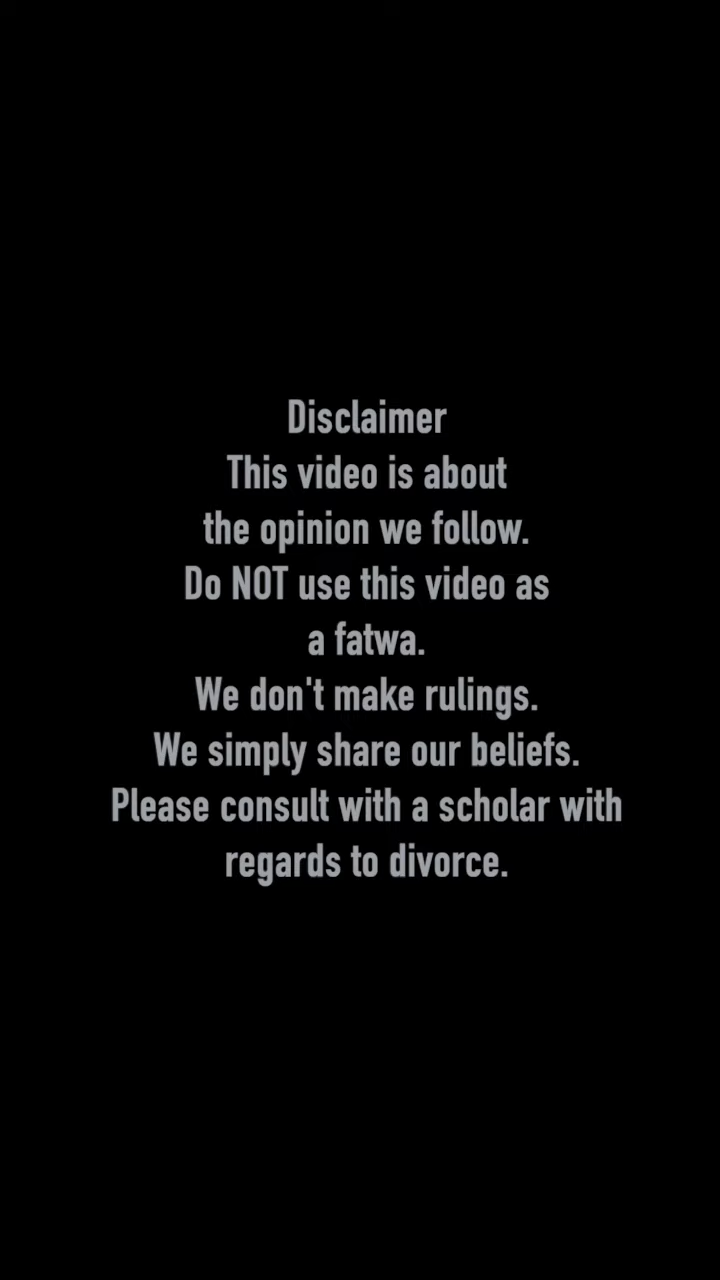 Disclaimer
This video is about
the opinion we follow.
Do NOT use this video as
a fatwa.
We don't make rulings.
We simply share our beliefs.
Please consult with a scholar with
regards to divorce.